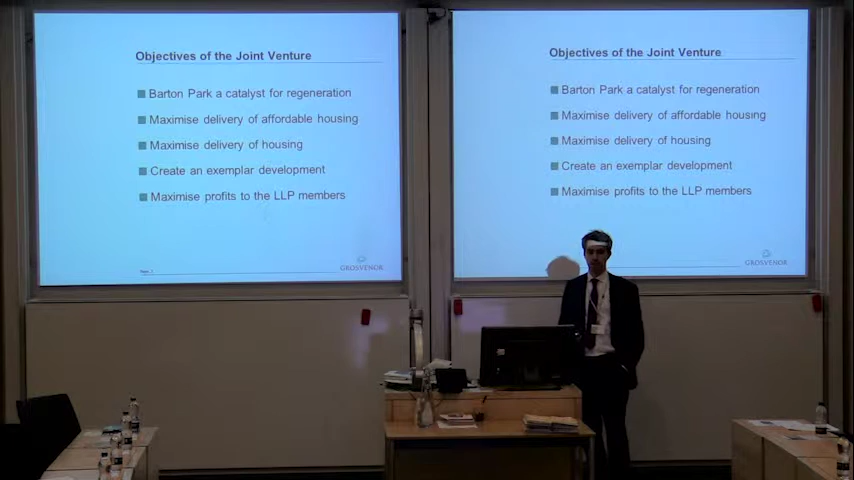 Objectives of the Joint Venture
Barton Park a catalyst for regeneration
Maximise delivery of affordable housing
Maximise delivery of housing
Create an exemplar development
Maximise profits to the LLP members
GROSVENOR
Objectives of the Joint Venture
Barton Park a catalyst for regeneration
Maximise delivery of affordable housing
Maximise delivery of housing
Create an exemplar development
Maximise profits to the LLP members
GROSVENOR